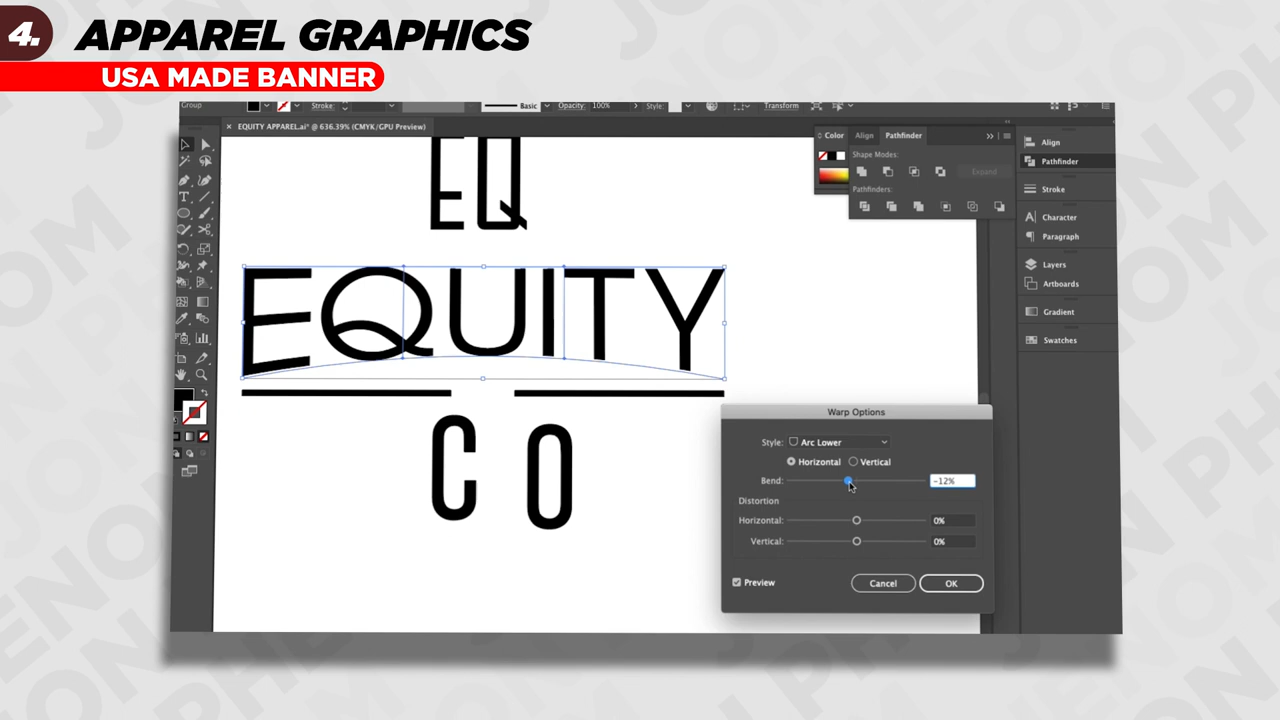 4. APPAREL GRAPHICS
USA MADE BANNER
Group
Stroke:
Basic
Opacity: 100%
Style:
Transform
× EQUITY APPAREL.ai* @ 636.39% (CMYK/GPU Preview)
Color Align Pathfinder
Shape Modes:
Expand
Pathfinders:
Align
Pathfinder
Stroke
Character
Paragraph
Layers
Artboards
Gradient
Swatches
EQ
EQUITY
CO
Warp Options
Style: Arc Lower
Horizontal Vertical
Bend: -12%
Distortion
Horizontal: 0%
Vertical: 0%
Preview Cancel OK